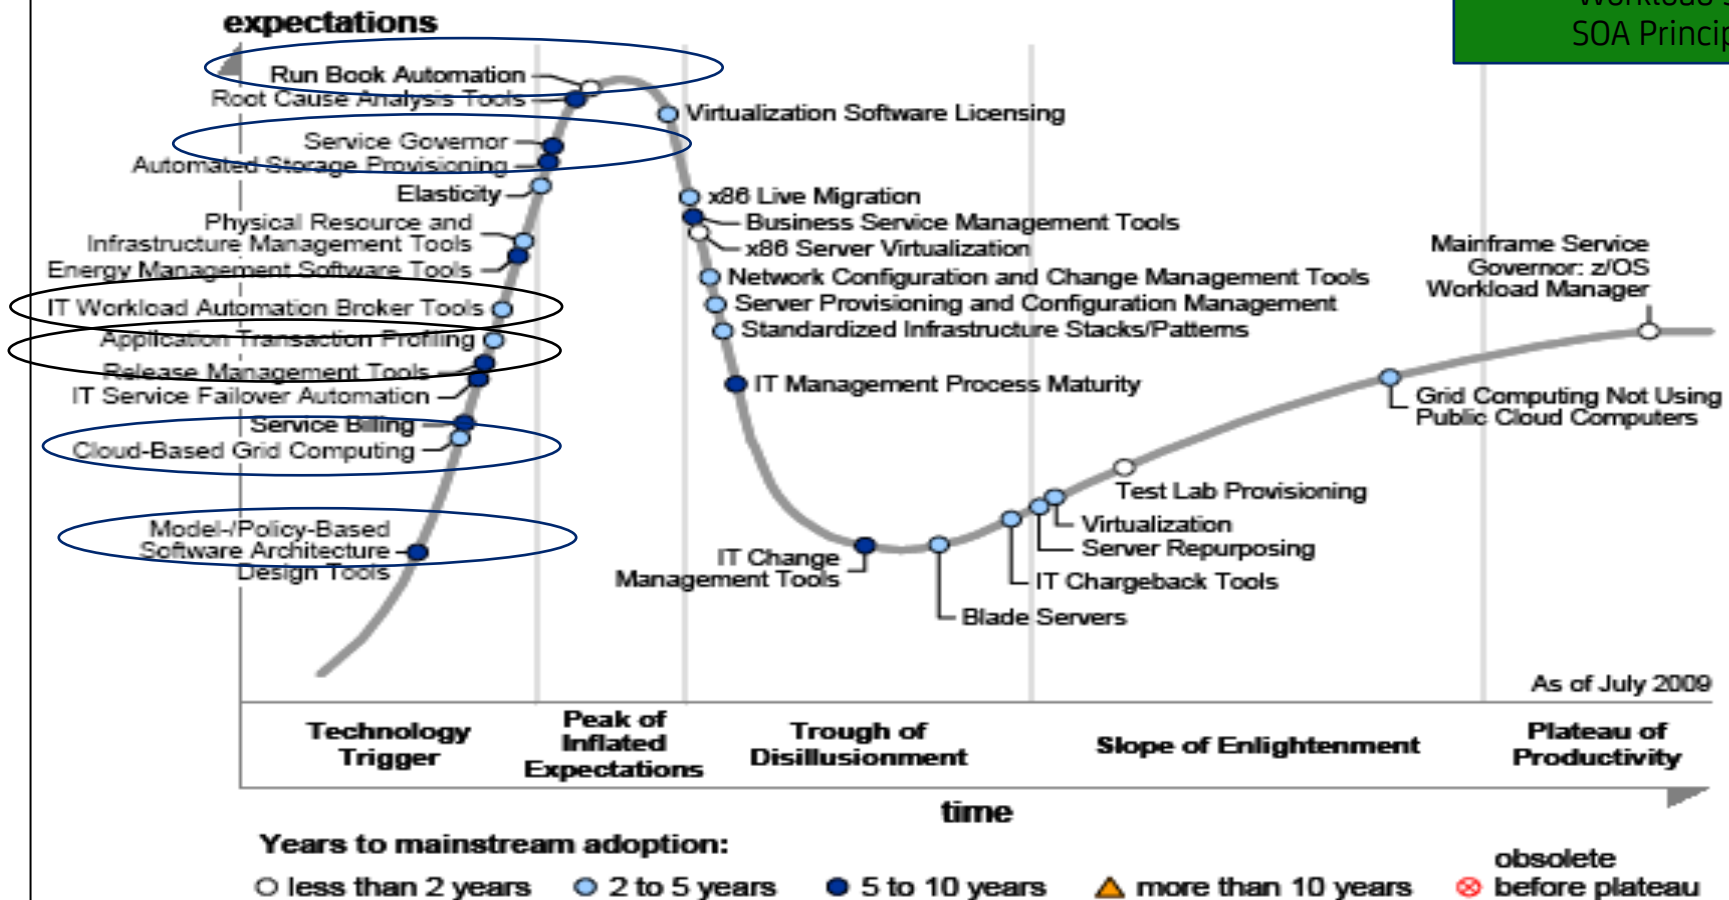 expectations
Workload
SOA Princip
Run Book Automation
Root Cause Analysis Tools
Service Governor
Automated Storage Provisioning
Elasticity
Physical Resource and
Infrastructure Management Tools
Energy Management Software Tools
IT Workload Automation Broker Tools
Application Transaction Profiling
Release Management Tools
IT Service Failover Automation
Service Billing
Cloud-Based Grid Computing
Model-/Policy-Based
Software Architecture
Design Tools
Virtualization Software Licensing
x86 Live Migration
Business Service Management Tools
x86 Server Virtualization
Network Configuration and Change Management Tools
Server Provisioning and Configuration Management
Standardized Infrastructure Stacks/Patterns
IT Management Process Maturity
IT Change
Management Tools
Blade Servers
IT Chargeback Tools
Server Repurposing
Virtualization
Test Lab Provisioning
Grid Computing Not Using
Public Cloud Computers
Mainframe Service
Governor: z/OS
Workload Manager
As of July 2009
Technology
Trigger
Peak of
Inflated
Expectations
Trough of
Disillusionment
Slope of Enlightenment
Plateau of
Productivity
time
Years to mainstream adoption:
less than 2 years
2 to 5 years
5 to 10 years
more than 10 years
obsolete
before plateau